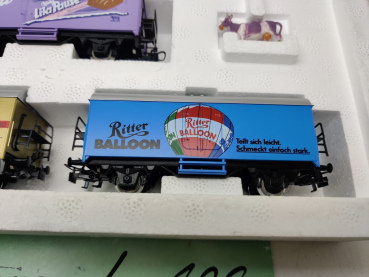 Lila Pause
Ritter
BALLOON
Ritter
BALLOON
Teilt sich leicht.
Schmeckt einfach stark.